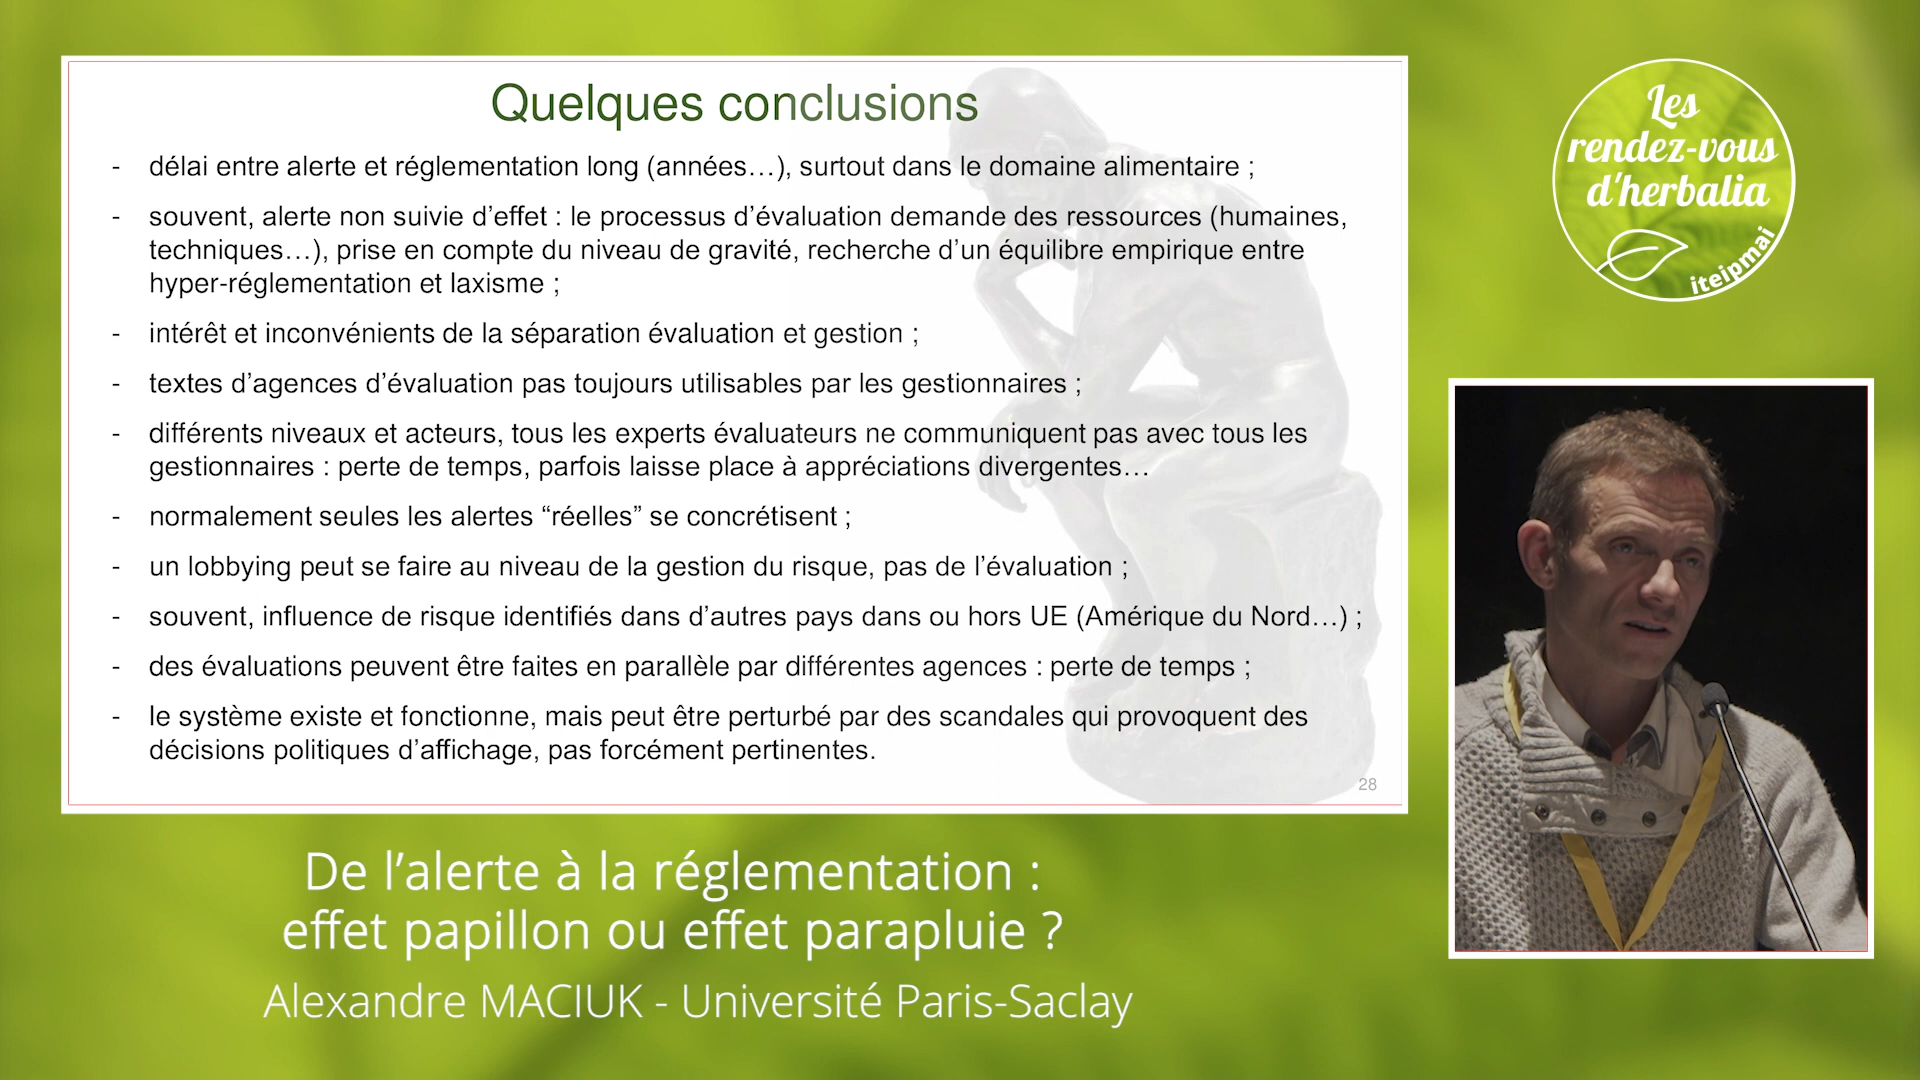 Quelques conclusions
- délai entre alerte et réglementation long (années…), surtout dans le domaine alimentaire ;
- souvent, alerte non suivie d’effet : le processus d’évaluation demande des ressources (humaines,
techniques…), prise en compte du niveau de gravité, recherche d’un équilibre empirique entre
hyper-réglementation et laxisme ;
- intérêt et inconvénients de la séparation évaluation et gestion ;
- textes d’agences d’évaluation pas toujours utilisables par les gestionnaires ;
- différents niveaux et acteurs, tous les experts évaluateurs ne communiquent pas avec tous les
gestionnaires : perte de temps, parfois laisse place à appréciations divergentes…
- normalement seules les alertes “réelles” se concrétisent ;
- un lobbying peut se faire au niveau de la gestion du risque, pas de l’évaluation ;
- souvent, influence de risque identifiés dans d’autres pays dans ou hors UE (Amérique du Nord…) ;
- des évaluations peuvent être faites en parallèle par différentes agences : perte de temps ;
- le système existe et fonctionne, mais peut être perturbé par des scandales qui provoquent des
décisions politiques d’affichage, pas forcément pertinentes.
28
Les
rendez-vous
d'herbalia
iteipmai
De l’alerte à la réglementation :
effet papillon ou effet parapluie ?
Alexandre MACIUK - Université Paris-Saclay